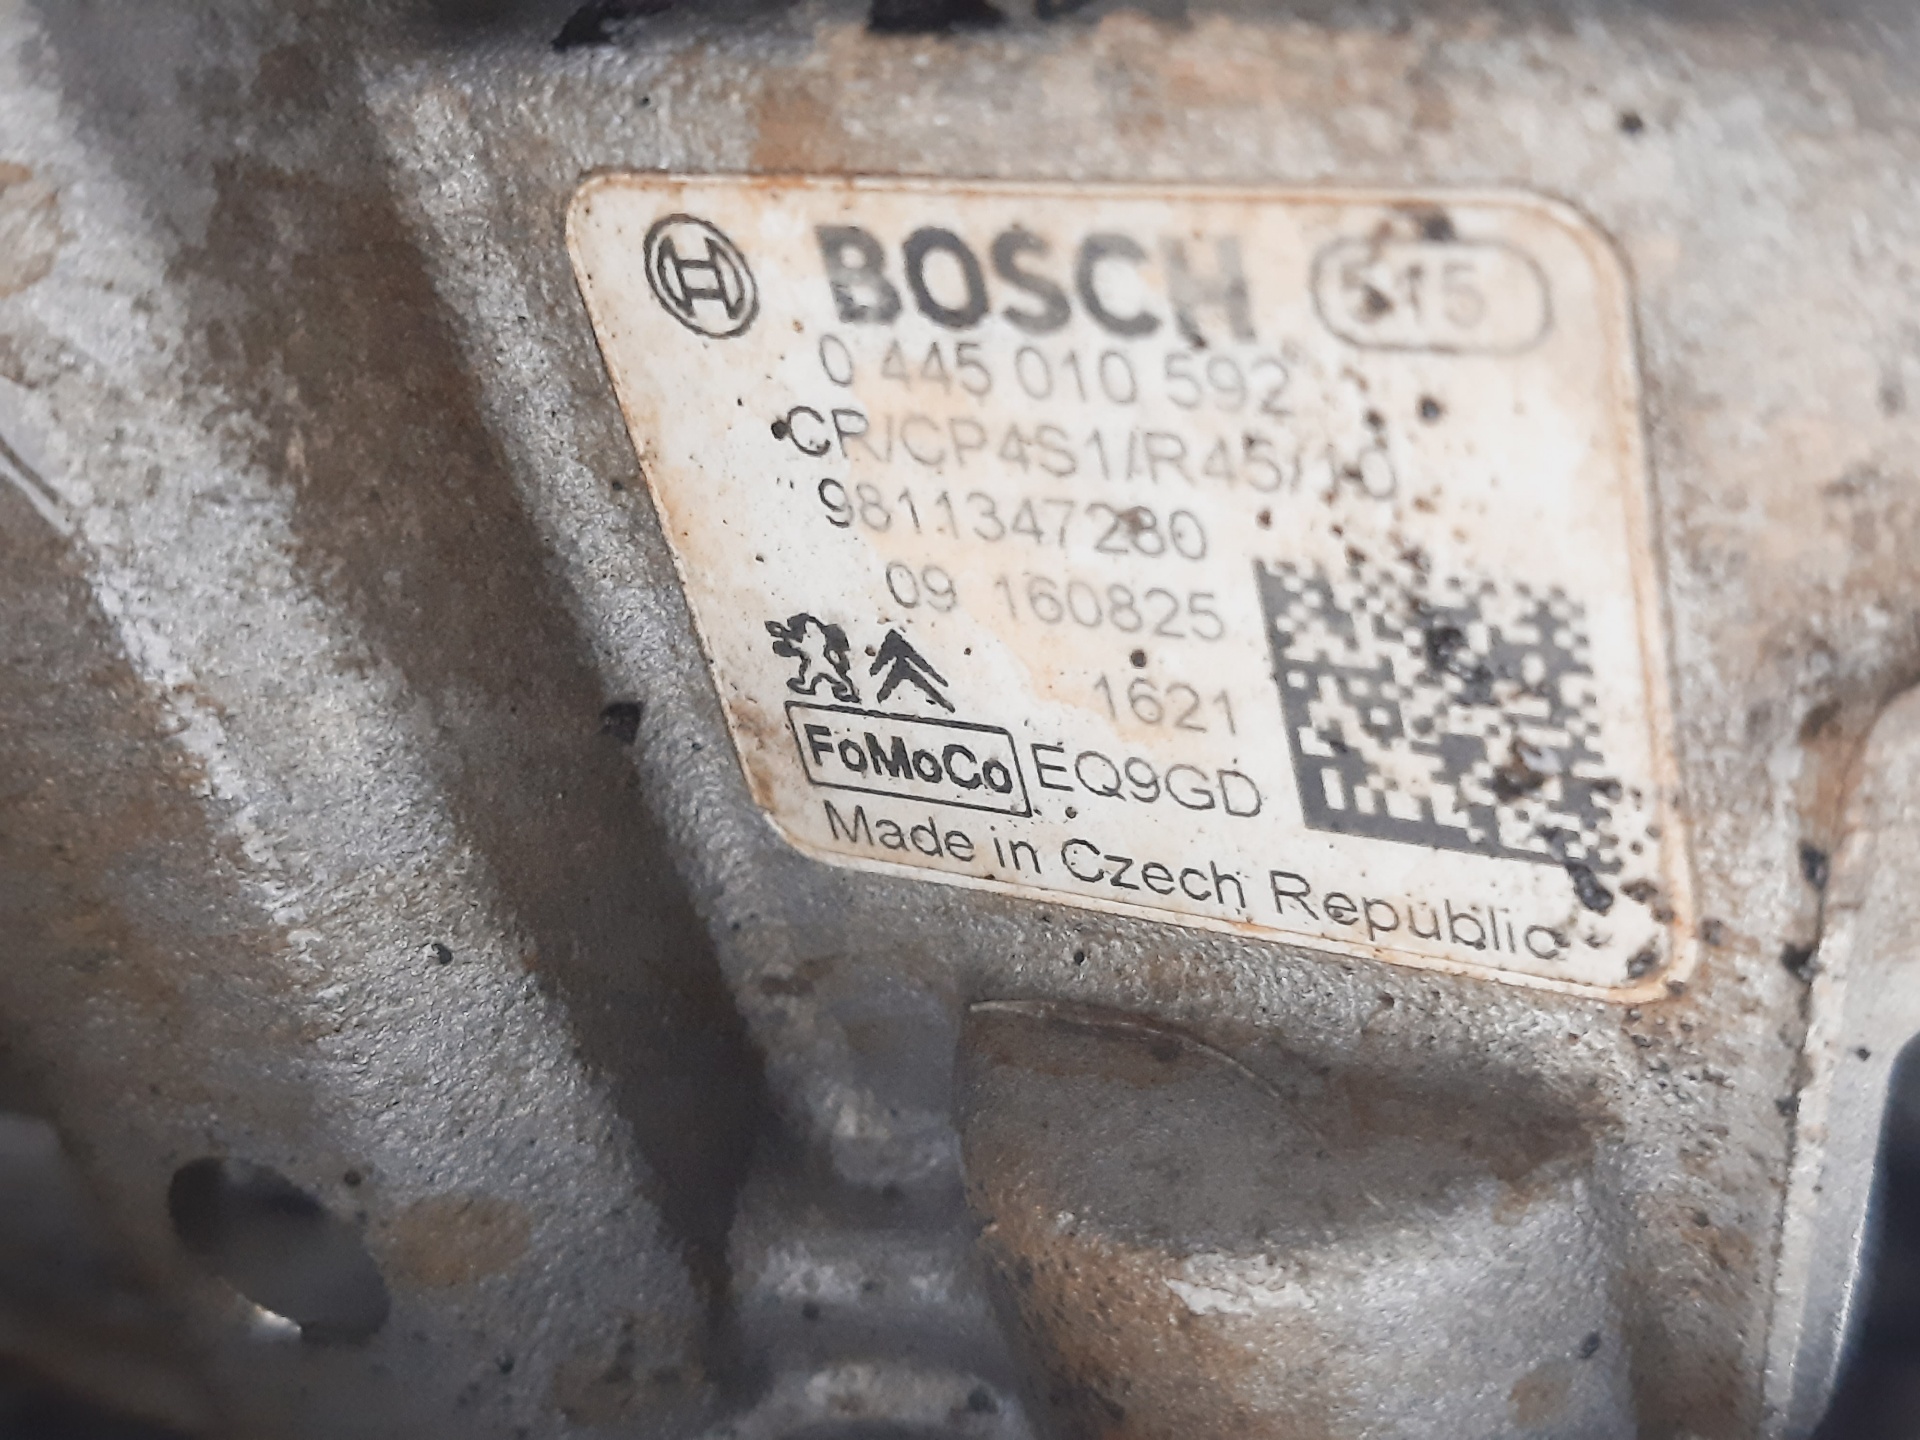 BOSCH 515
0 445 010 592
CR/CP4S1/R45/10
9811347280
09 160825
1621
FoMoCo EQ9GD
Made in Czech Republic